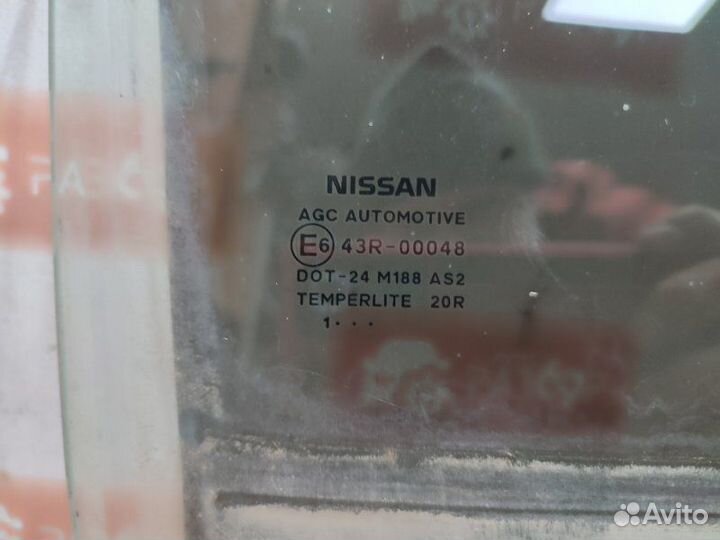 NISSAN
AGC AUTOMOTIVE
E6 43R-00048
DOT-24 M188 AS2
TEMPERLITE 20R
1···
Avito